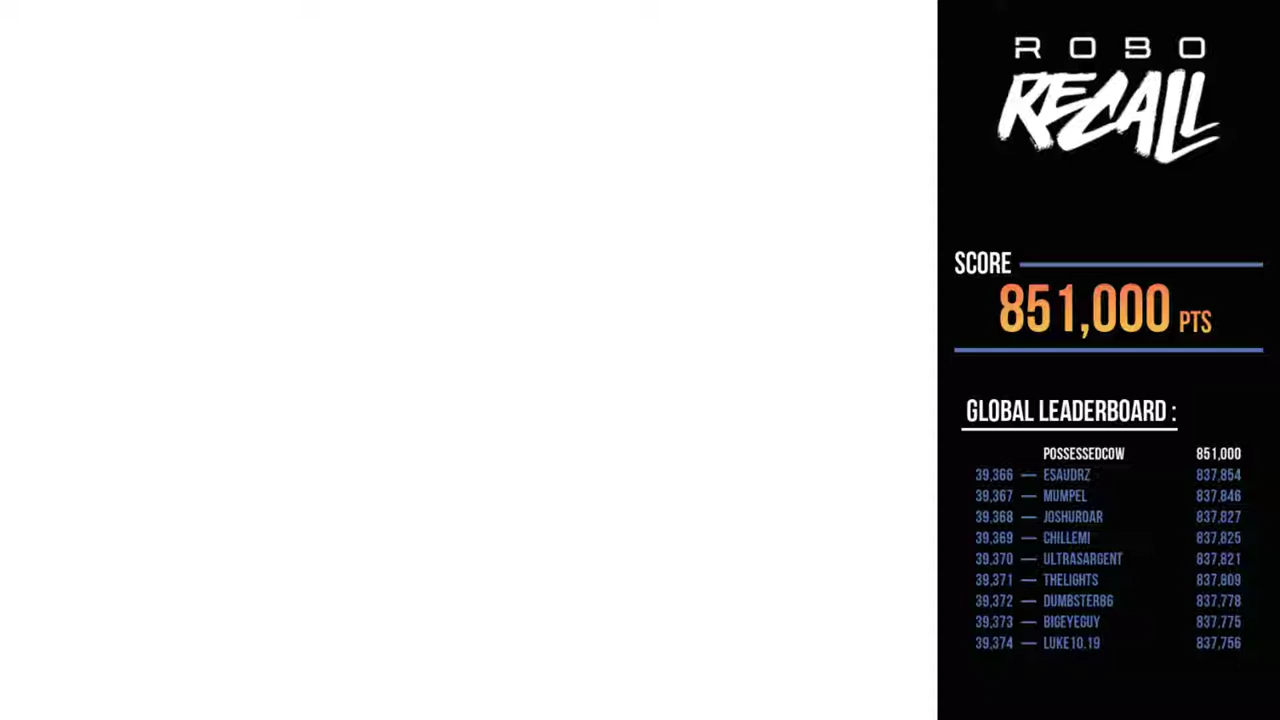 ROBO
RECALL
SCORE
851,000 PTS
GLOBAL LEADERBOARD :
POSSESSEDCOW 851,000
39,366 — ESAUDRZ 837,854
39,367 — MUMPEL 837,846
39,368 — JOSHUROAR 837,827
39,369 — CHILLEMI 837,825
39,370 — ULTRASARGENT 837,821
39,371 — THELIGHTS 837,809
39,372 — DUMBSTER86 837,778
39,373 — BIGEYEGUY 837,775
39,374 — LUKE10.19 837,756